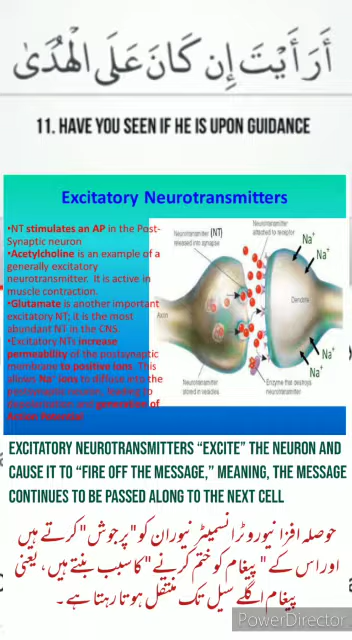 أَرَأَيْتَ إِن كَانَ عَلَى الْهُدَىٰ
11. HAVE YOU SEEN IF HE IS UPON GUIDANCE
Excitatory Neurotransmitters
•NT stimulates an AP in the Post-
Synaptic neuron
•Acetylcholine is an example of a
generally excitatory
neurotransmitter. It is active in
muscle contraction.
•Glutamate is another important
excitatory NT; it is the most
abundant NT in the CNS.
•Excitatory NTs increase
permeability of the postsynaptic
membrane to positive ions. This
allows Na+ ions to diffuse into the
postsynaptic neuron, leading to
depolarization and generation of
Action Potential
Neurotransmitter (NT)
released into synapse
Neurotransmitter
attached to receptor
Na+
Na+
Axon
Dendrite
Na+
Na+
Neurotransmitter
stored in vesicles
Enzyme that destroys
neurotransmitter
EXCITATORY NEUROTRANSMITTERS “EXCITE” THE NEURON AND
CAUSE IT TO “FIRE OFF THE MESSAGE,” MEANING, THE MESSAGE
CONTINUES TO BE PASSED ALONG TO THE NEXT CELL
حوصلہ افزا نیورو ٹرانسمیٹر نیوران کو "پرجوش" کرتے ہیں
اور اس کے "پیغام کو ختم کرنے" کا سبب بنتے ہیں، یعنی
پیغام اگلے سیل تک منتقل ہوتا رہتا ہے۔
PowerDirector